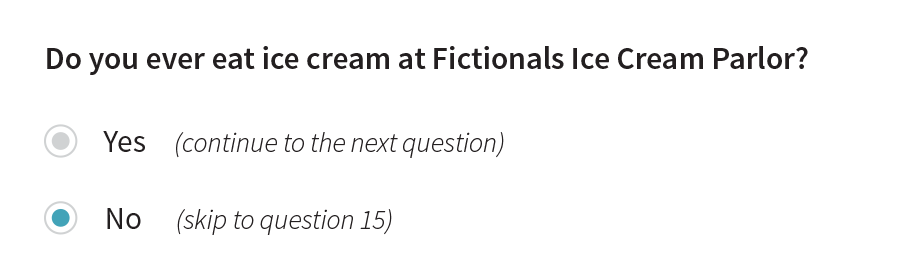 Do you ever eat ice cream at Fictionals Ice Cream Parlor?
Yes (continue to the next question)
No (skip to question 15)